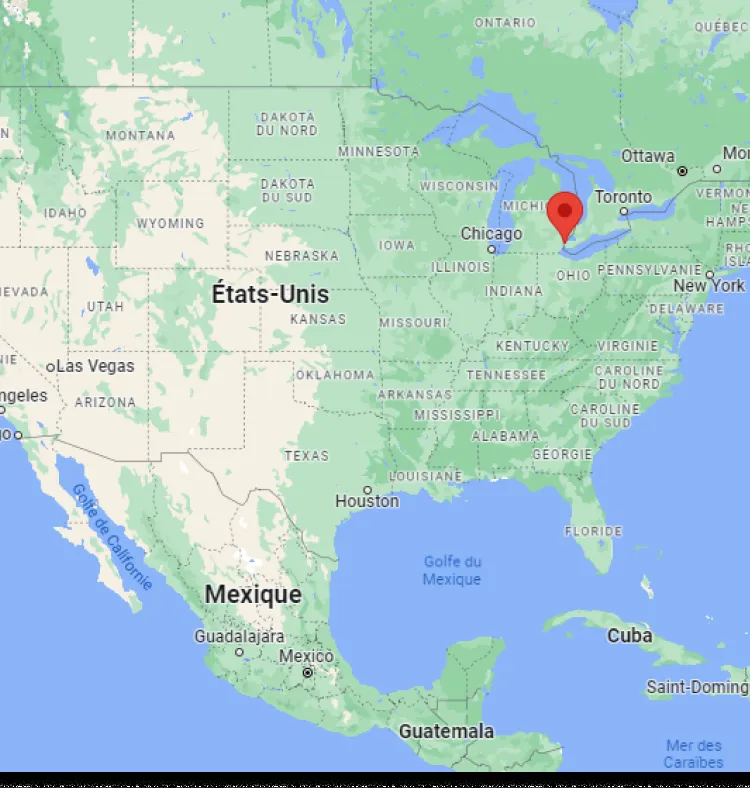 ONTARIO
QUÉBEC
DAKOTA
DU NORD
MONTANA
MINNESOTA
Ottawa
Mon
DAKOTA
DU SUD
WISCONSIN
VERMON
NE
HAMPS
IDAHO
WYOMING
MICHI
Toronto
Chicago
IOWA
NEBRASKA
ILLINOIS
OHIO
PENNSYLVANIE
RHO
ISLA
New York
NEVADA
UTAH
États-Unis
INDIANA
DELAWARE
KANSAS
MISSOURI
KENTUCKY
VIRGINIE
NIE
Las Vegas
OKLAHOMA
TENNESSEE
CAROLINE
DU NORD
ngeles
ARIZONA
ARKANSAS
MISSISSIPPI
CAROLINE
DU SUD
go
ALABAMA
GÉORGIE
TEXAS
LOUISIANE
Houston
Golfe de Californie
FLORIDE
Golfe du
Mexique
Mexique
Guadalajara
Mexico
Cuba
Saint-Doming
Guatemala
Mer des
Caraïbes